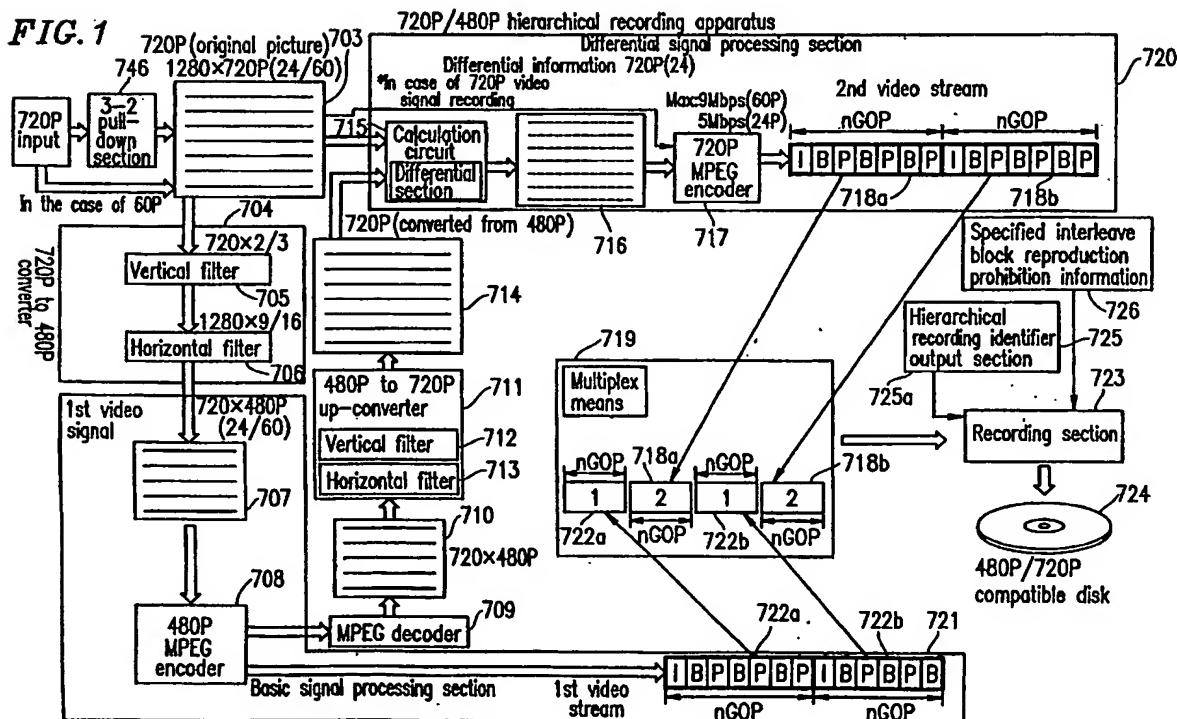 FIG. 1
720P/480P hierarchical recording apparatus
720P(original picture)
703
1280×720P(24/60)
746
720P
input
3-2
pull-
down
section
In the case of 60P
Differential signal processing section
720
Differential information 720P(24)
*In case of 720P video
signal recording
715
Calculation
circuit
Differential
section
716
Max:9Mbps(60P)
5Mbps(24P)
720P
MPEG
encoder
717
2nd video stream
nGOP
nGOP
I B P B P B P I B P B P B P
718a
718b
720P to 480P
converter
704
720×2/3
Vertical filter
705
1280×9/16
Horizontal filter
706
720P(converted from 480P)
714
480P to 720P
up-converter
711
Vertical filter
712
Horizontal filter
713
710
720×480P
1st video
signal
720×480P
(24/60)
707
708
480P
MPEG
encoder
MPEG decoder
709
Basic signal processing section
1st video
stream
722a
722b
721
I B P B P B P I B P B P P B
nGOP
nGOP
719
Multiplex
means
nGOP
718a
nGOP
718b
1
2
1
2
722a
nGOP
722b
nGOP
Specified interleave
block reproduction
prohibition information
726
Hierarchical
recording identifier
output section
725
725a
723
Recording section
724
480P/720P
compatible disk